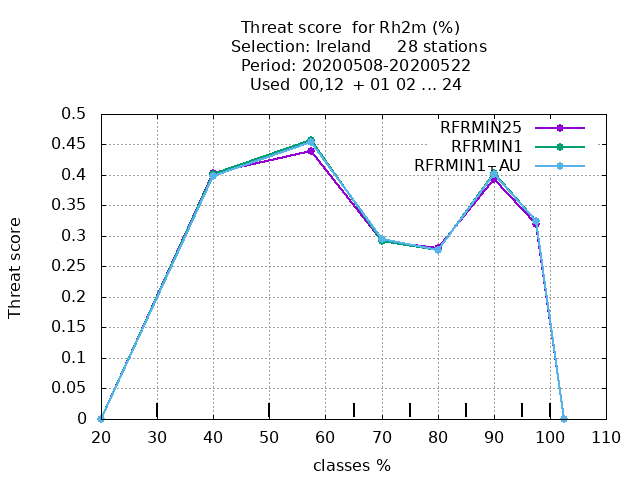 Threat score  for Rh2m (%)
Selection: Ireland     28 stations
Period: 20200508-20200522
Used  00,12  + 01 02 ... 24
RFRMIN25
RFRMIN1
RFRMIN1-AU
0.5
0.45
0.4
0.35
0.3
0.25
0.2
0.15
0.1
0.05
0
Threat score
20 30 40 50 60 70 80 90 100 110
classes %